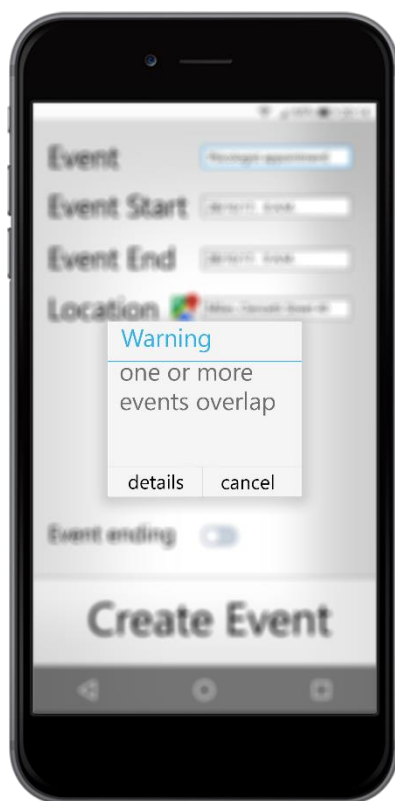 Event
Event Start
Event End
Location
Warning
one or more
events overlap
details cancel
Event ending
Create Event